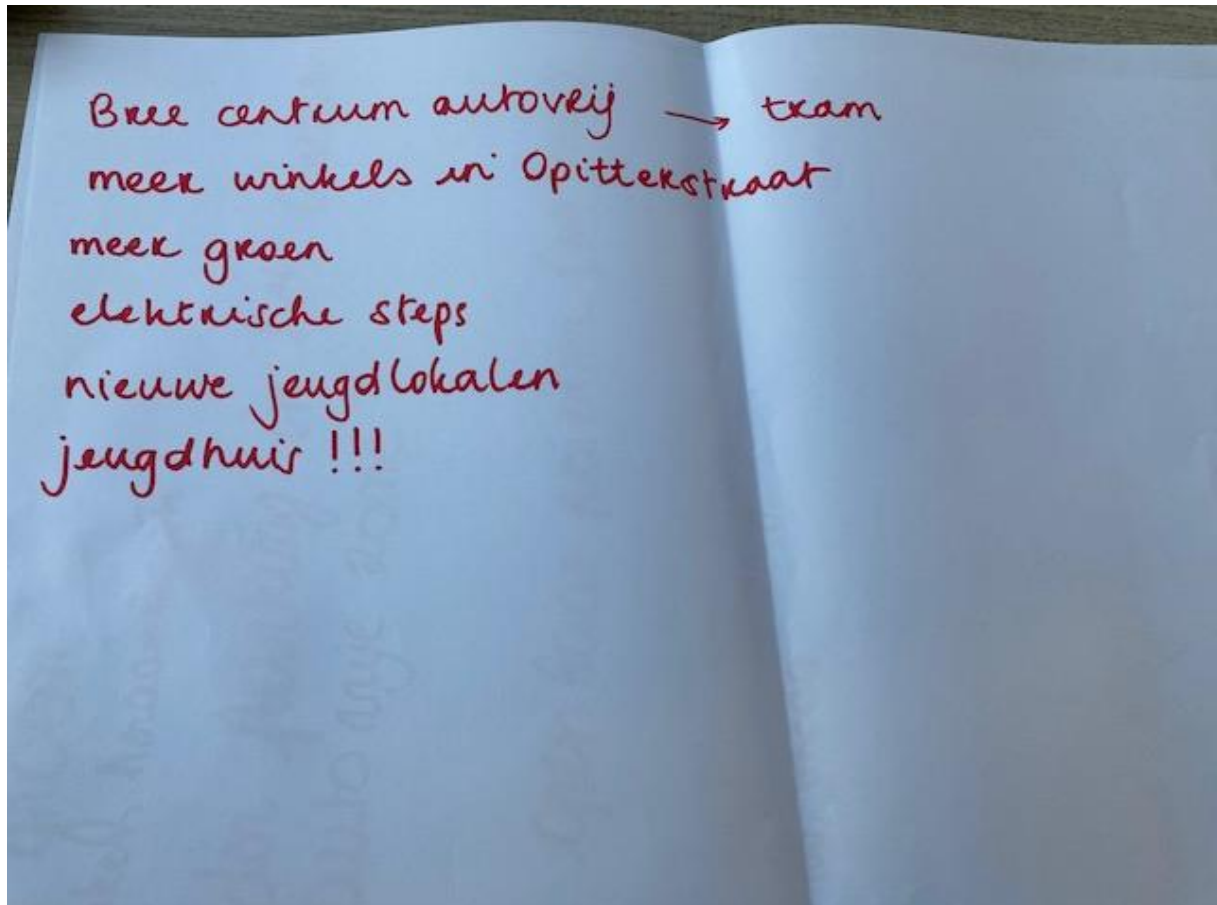 Bree centrum autovrij → tram
meer winkels in Opitterstraat
meer groen
elektrische steps
nieuwe jeugdlokalen
jeugdhuis !!!